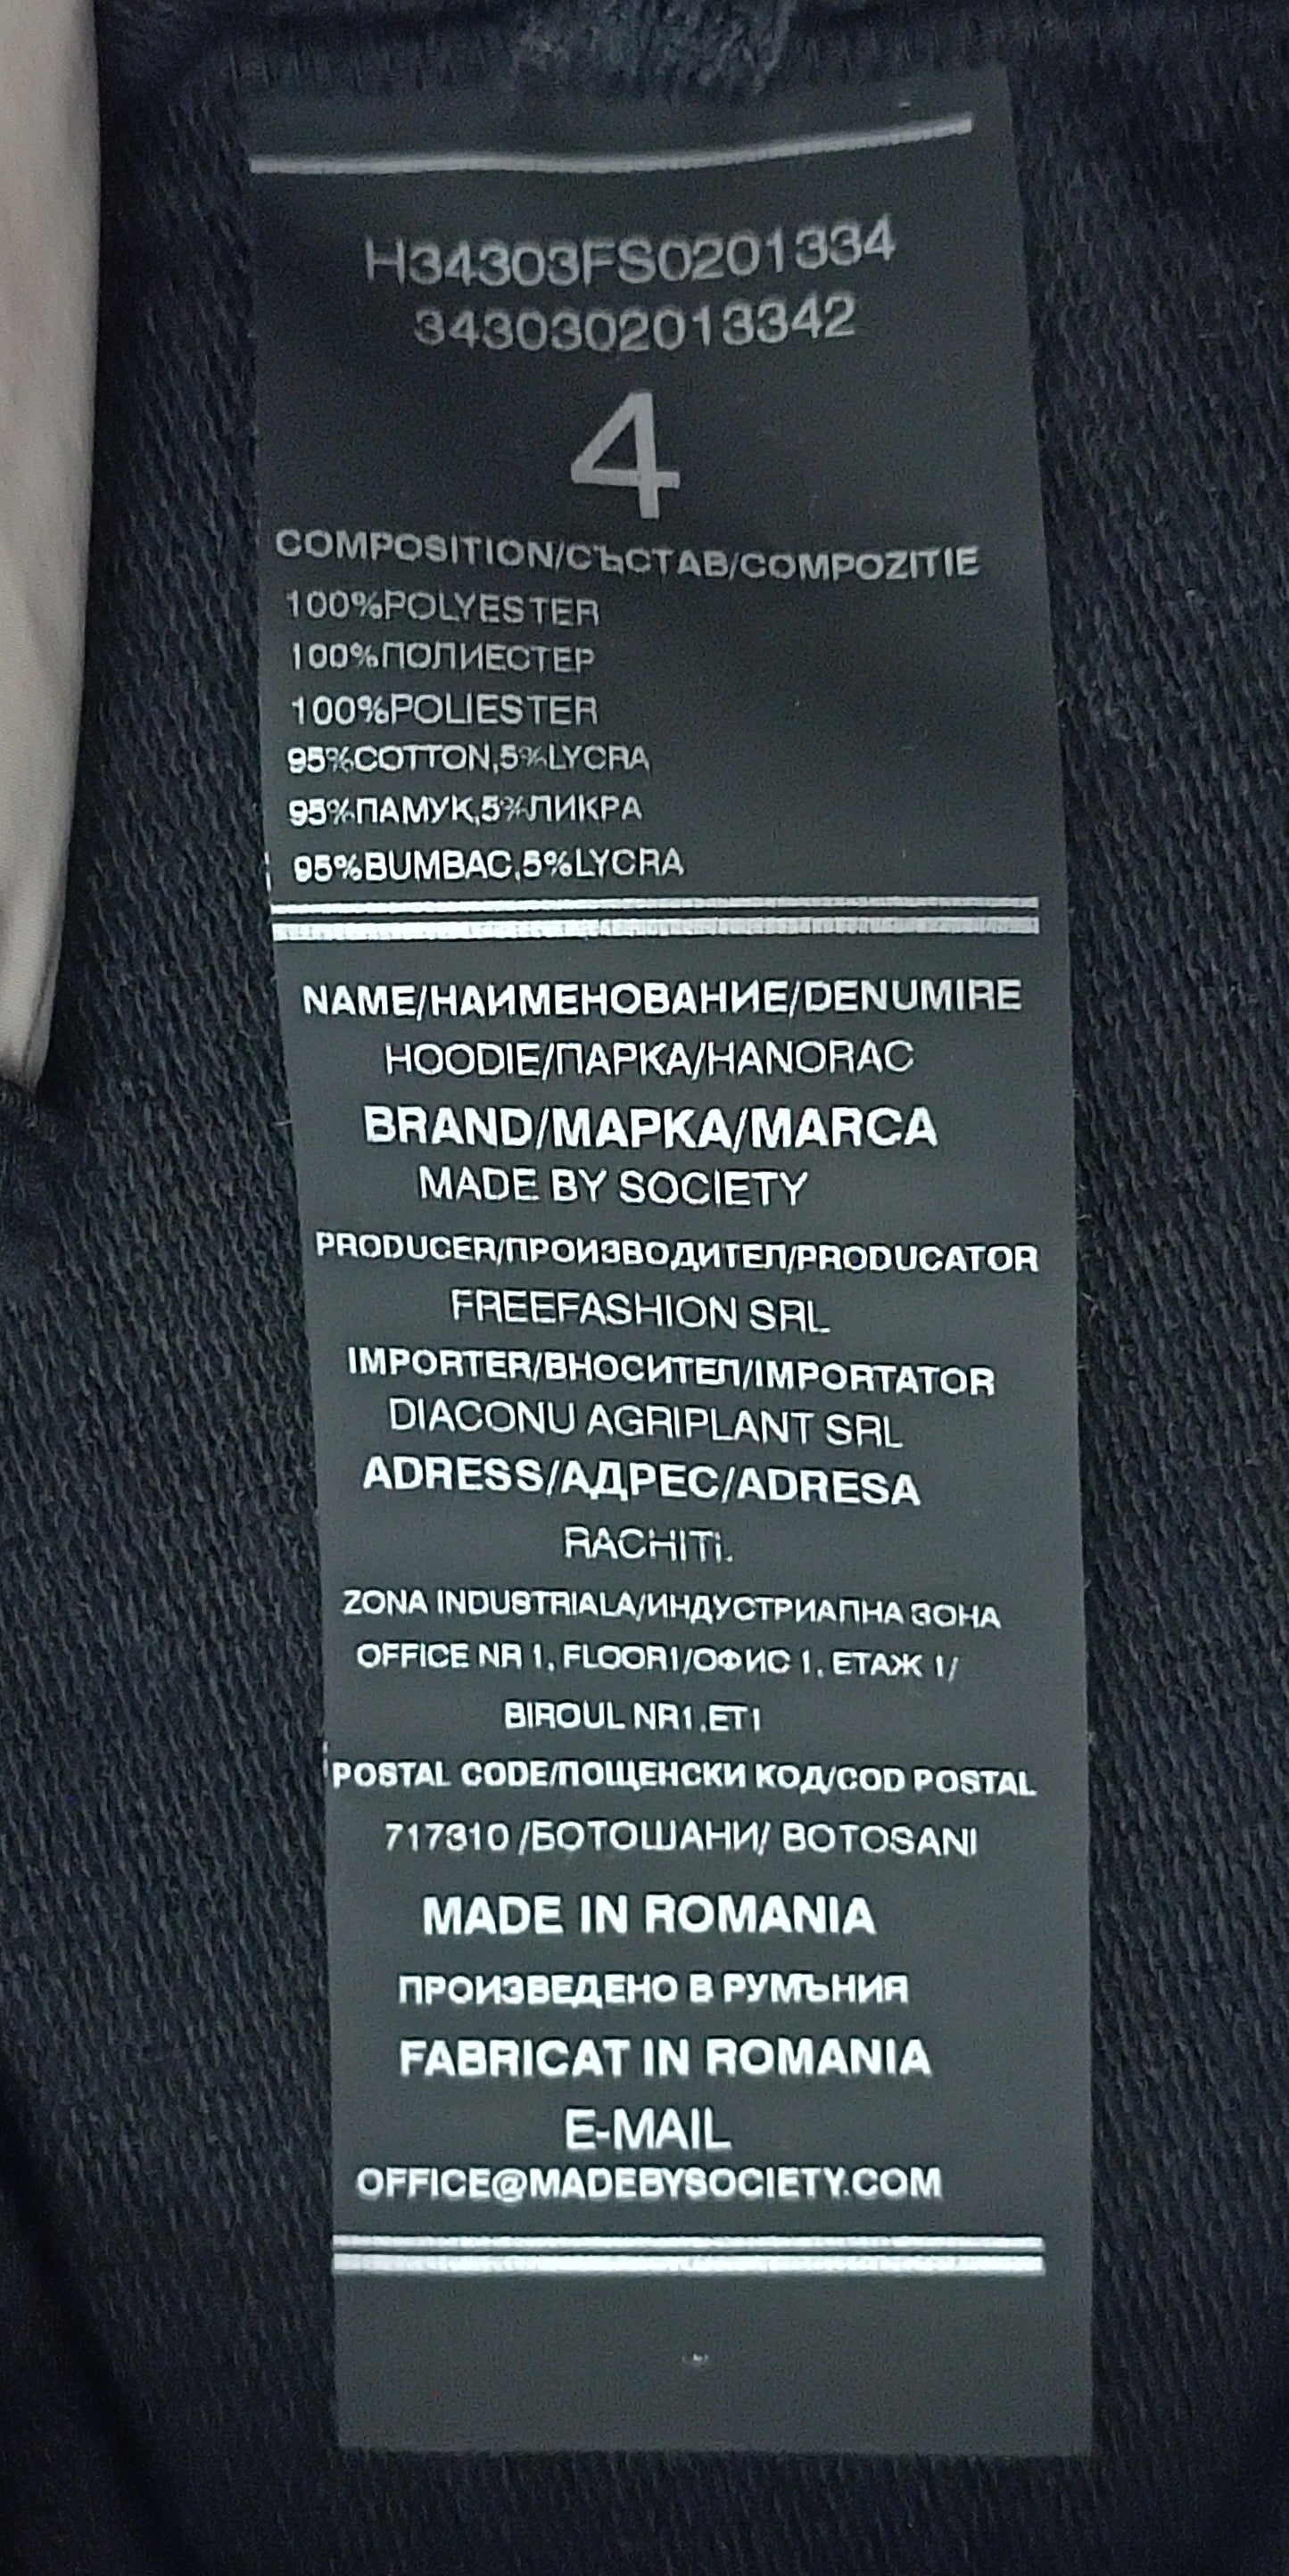 H34303FS0201334
3430302013342
4
COMPOSITION/СЪСТАВ/COMPOZITIE
100%POLYESTER
100%ПОЛИЕСТЕР
100%POLIESTER
95%COTTON,5%LYCRA
95%ПАМУК,5%ЛИКРА
95%BUMBAC,5%LYCRA
NAME/НАИМЕНОВАНИЕ/DENUMIRE
HOODIE/ПАРКА/HANORAC
BRAND/МАРКА/MARCA
MADE BY SOCIETY
PRODUCER/ПРОИЗВОДИТЕЛ/PRODUCATOR
FREEFASHION SRL
IMPORTER/ВНОСИТЕЛ/IMPORTATOR
DIACONU AGRIPLANT SRL
ADRESS/АДРЕС/ADRESA
RACHITi.
ZONA INDUSTRIALA/ИНДУСТРИАПНА ЗОНА
OFFICE NR 1, FLOOR1/ОФИС 1, ЕТАЖ 1/
BIROUL NR1,ET1
POSTAL CODE/ПОЩЕНСКИ КОД/COD POSTAL
717310 /БОТОШАНИ/ BOTOSANI
MADE IN ROMANIA
ПРОИЗВЕДЕНО В РУМЪНИЯ
FABRICAT IN ROMANIA
E-MAIL
OFFICE@MADEBYSOCIETY.COM